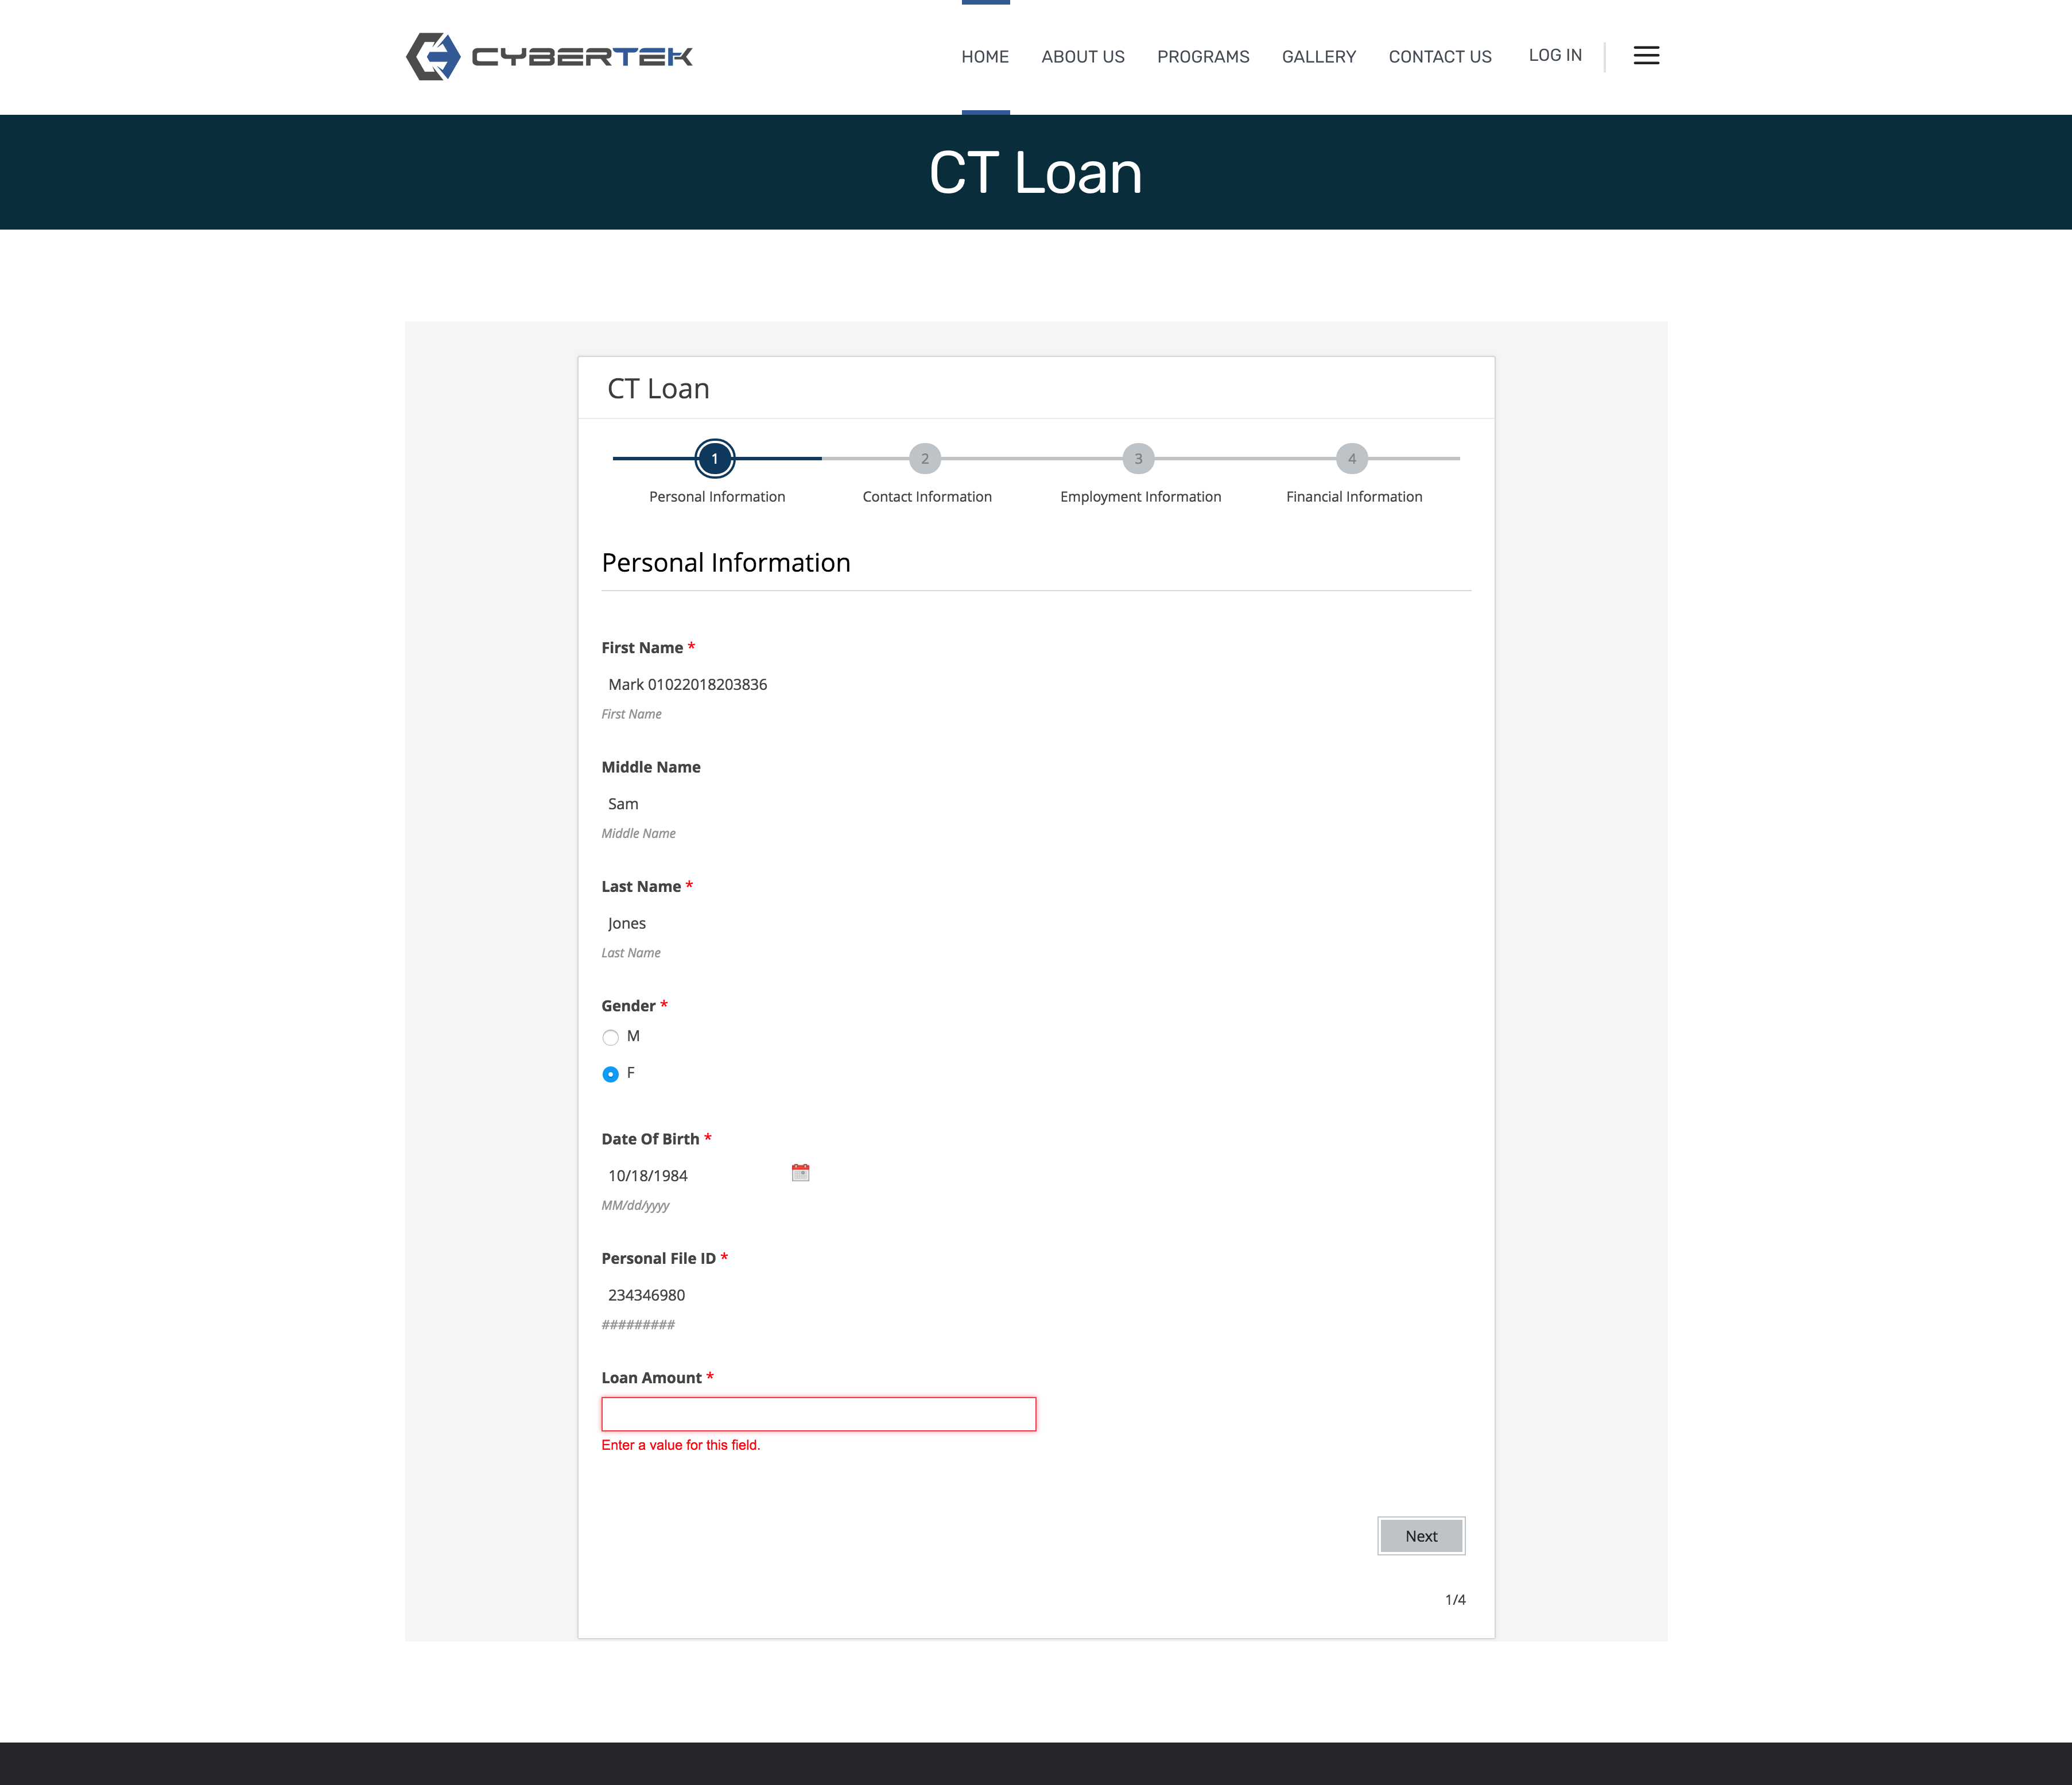 CYBERTEK
HOME ABOUT US PROGRAMS GALLERY CONTACT US LOG IN
CT Loan
CT Loan
1 2 3 4
Personal Information Contact Information Employment Information Financial Information
Personal Information
First Name *
Mark 01022018203836
First Name
Middle Name
Sam
Middle Name
Last Name *
Jones
Last Name
Gender *
M
F
Date Of Birth *
10/18/1984
MM/dd/yyyy
Personal File ID *
234346980
#########
Loan Amount *
Enter a value for this field.
Next
1/4